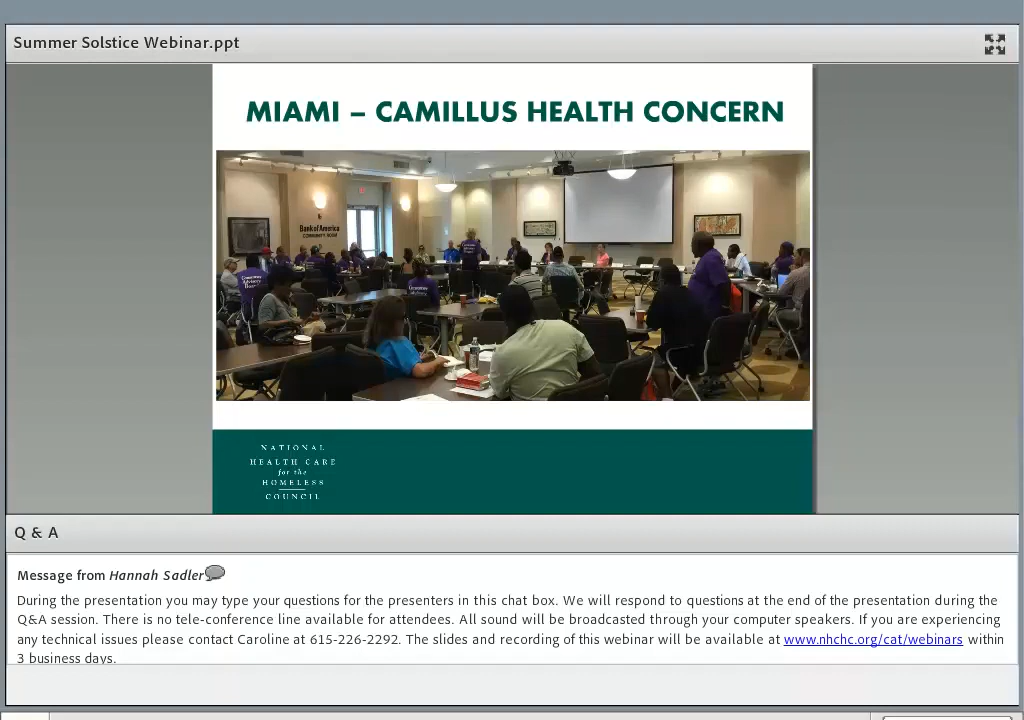 Summer Solstice Webinar.ppt
MIAMI – CAMILLUS HEALTH CONCERN
Bank of America
COMMUNITY ROOM
Consumer
Advisory
Board
NATIONAL
HEALTH CARE
for the
HOMELESS
COUNCIL
Q & A
Message from Hannah Sadler
During the presentation you may type your questions for the presenters in this chat box. We will respond to questions at the end of the presentation during the
Q&A session. There is no tele-conference line available for attendees. All sound will be broadcasted through your computer speakers. If you are experiencing
any technical issues please contact Caroline at 615-226-2292. The slides and recording of this webinar will be available at www.nhchc.org/cat/webinars within
3 business days.